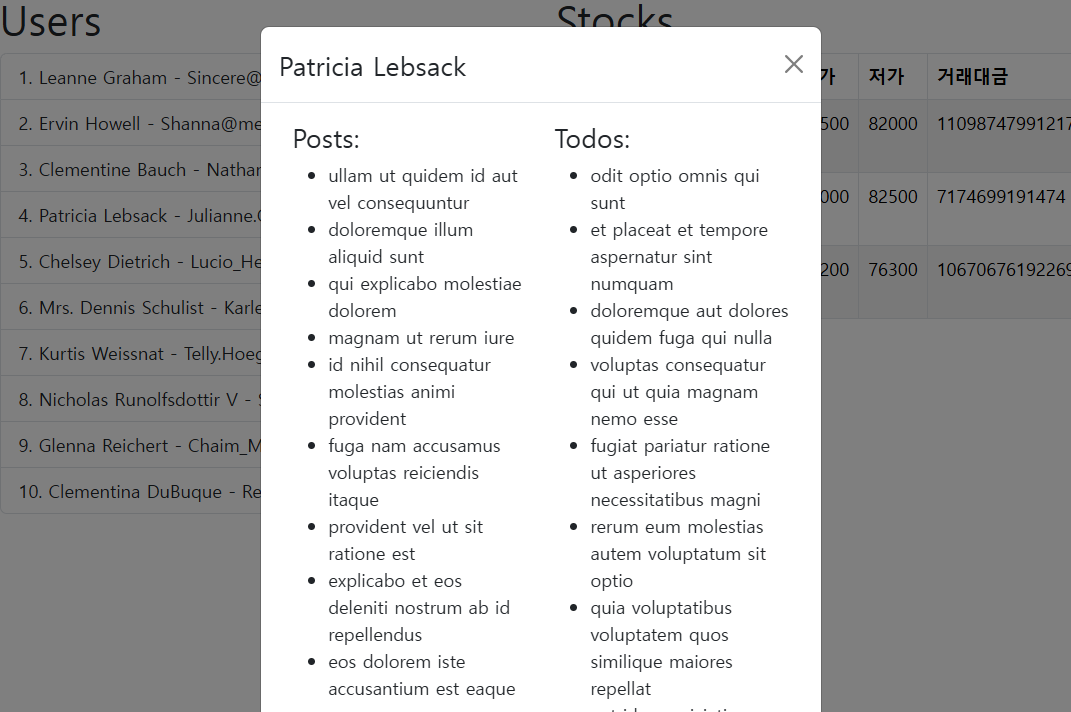 Users
Stocks
1. Leanne Graham - Sincere@
2. Ervin Howell - Shanna@me
3. Clementine Bauch - Nathan
4. Patricia Lebsack - Julianne.
5. Chelsey Dietrich - Lucio_He
6. Mrs. Dennis Schulist - Karle
7. Kurtis Weissnat - Telly.Hoeg
8. Nicholas Runolfsdottir V -
9. Glenna Reichert - Chaim_M
10. Clementina DuBuque - Re
Patricia Lebsack
Posts:
ullam ut quidem id aut
vel consequuntur
doloremque illum
aliquid sunt
qui explicabo molestiae
dolorem
magnam ut rerum iure
id nihil consequatur
molestias animi
provident
fuga nam accusamus
voluptas reiciendis
itaque
provident vel ut sit
ratione est
explicabo et eos
deleniti nostrum ab id
repellendus
eos dolorem iste
accusantium est eaque
Todos:
odit optio omnis qui
sunt
et placeat et tempore
aspernatur sint
numquam
doloremque aut dolores
quidem fuga qui nulla
voluptas consequatur
qui ut quia magnam
nemo esse
fugiat pariatur ratione
ut asperiores
necessitatibus magni
rerum eum molestias
autem voluptatum sit
optio
quia voluptatibus
voluptatem quos
similique maiores
repellat
가 저가 거래대금
500 82000 11098747991217
000 82500 7174699191474
200 76300 10670676192269